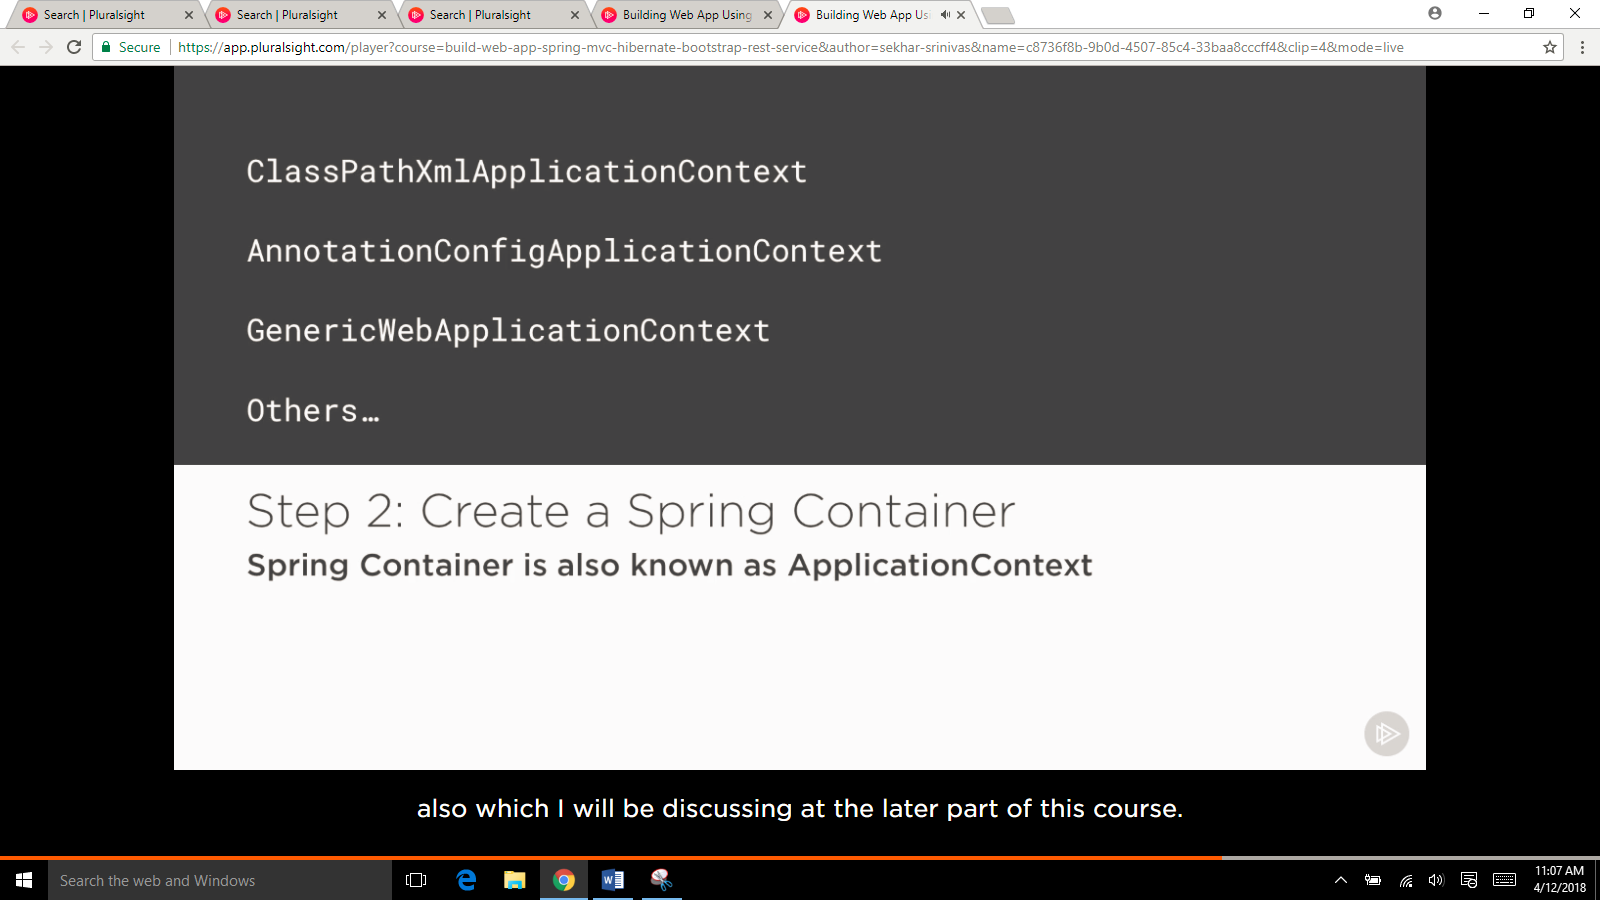 Search | Pluralsight
Search | Pluralsight
Search | Pluralsight
Building Web App Using
Building Web App Us
Secure
https://app.pluralsight.com/player?course=build-web-app-spring-mvc-hibernate-bootstrap-rest-service&author=sekhar-srinivas&name=c8736f8b-9b0d-4507-85c4-33baa8cccff4&clip=4&mode=live
ClassPathXmlApplicationContext
AnnotationConfigApplicationContext
GenericWebApplicationContext
Others…
Step 2: Create a Spring Container
Spring Container is also known as ApplicationContext
also which I will be discussing at the later part of this course.
Search the web and Windows
11:07 AM
4/12/2018